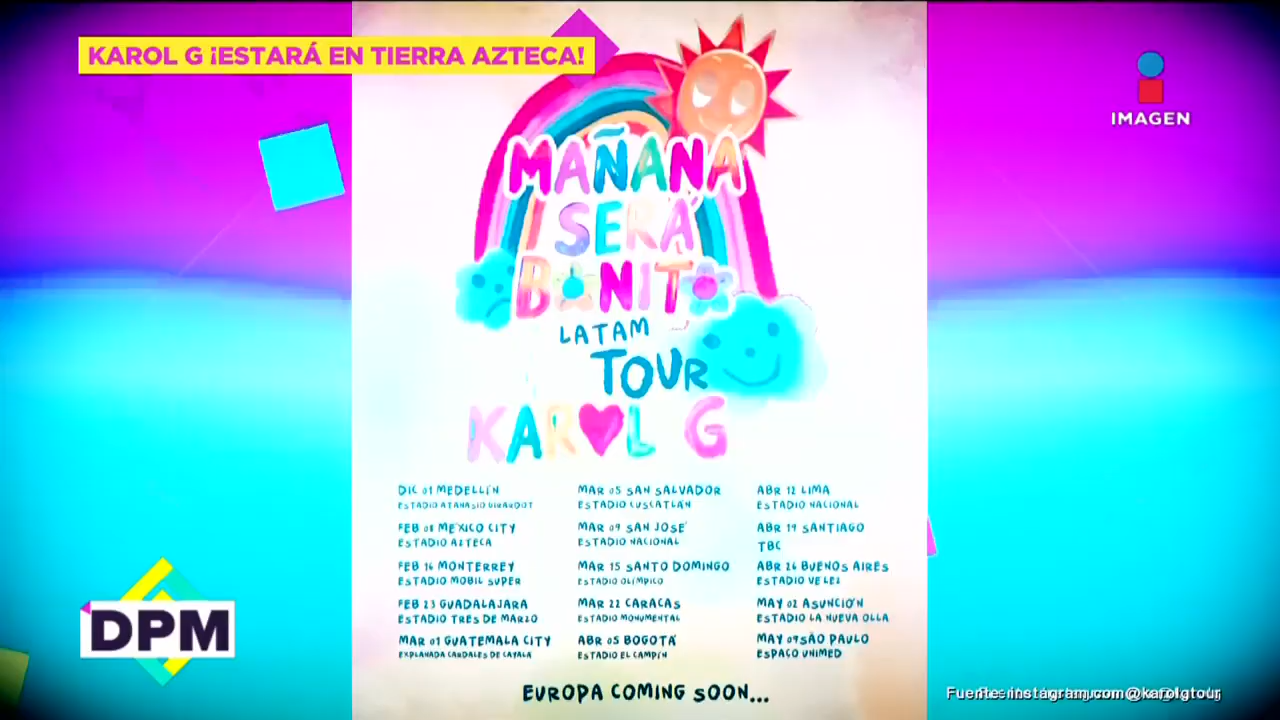 KAROL G ¡ESTARÁ EN TIERRA AZTECA!
IMAGEN
MAÑANA
SERÁ
BONITO
LATAM
TOUR
KAROL G
DIC 01 MEDELLÍN
ESTADIO ATANASIO GIRARDOT
FEB 08 MÉXICO CITY
ESTADIO AZTECA
FEB 16 MONTERREY
ESTADIO MOBIL SUPER
FEB 23 GUADALAJARA
ESTADIO TRES DE MARZO
MAR 01 GUATEMALA CITY
EXPLANADA CARDALES DE CAYALA
MAR 05 SAN SALVADOR
ESTADIO CUSCATLÁN
MAR 09 SAN JOSÉ
ESTADIO NACIONAL
MAR 15 SANTO DOMINGO
ESTADIO OLÍMPICO
MAR 22 CARACAS
ESTADIO MONUMENTAL
ABR 05 BOGOTÁ
ESTADIO EL CAMPÍN
ABR 12 LIMA
ESTADIO NACIONAL
ABR 19 SANTIAGO
TBC
ABR 26 BUENOS AIRES
ESTADIO VELEZ
MAY 02 ASUNCIÓN
ESTADIO LA NUEVA OLLA
MAY 09 SÃO PAULO
ESPAÇO UNIMED
EUROPA COMING SOON...
DPM
Fuente: instagram.com @karolgtour